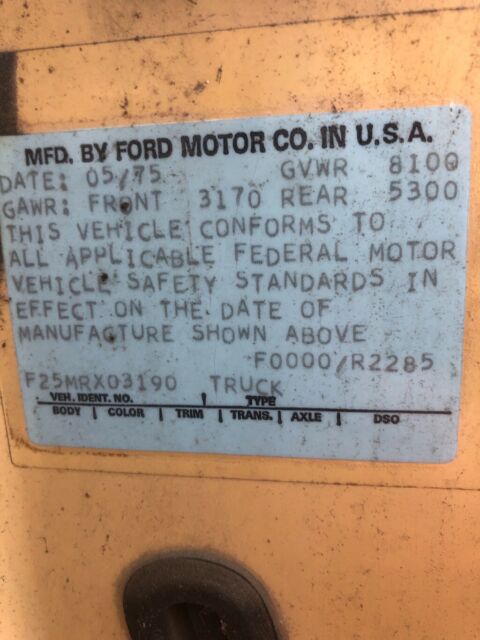 MFD. BY FORD MOTOR CO. IN U.S.A.
DATE: 05/75 GVWR 8100
GAWR: FRONT 3170 REAR 5300
THIS VEHICLE CONFORMS TO
ALL APPLICABLE FEDERAL MOTOR
VEHICLE SAFETY STANDARDS IN
EFFECT ON THE DATE OF
MANUFACTURE SHOWN ABOVE
F0000/R2285
F25MRX03190 TRUCK
VEH. IDENT. NO. TYPE
BODY | COLOR | TRIM | TRANS. | AXLE | DSO